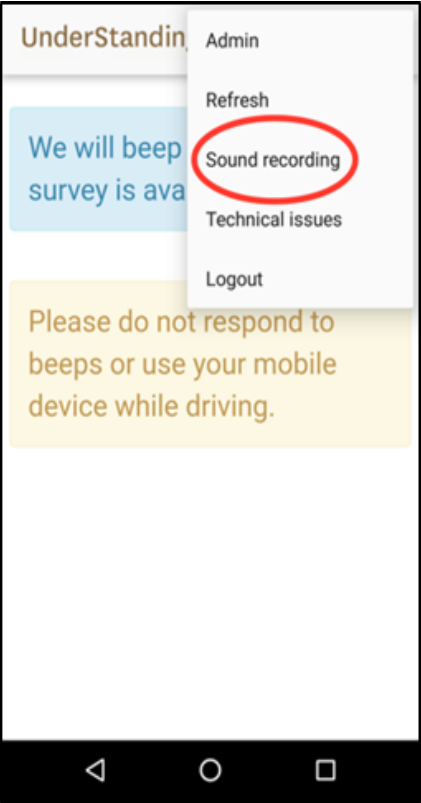 UnderStandin
Admin
Refresh
Sound recording
Technical issues
Logout
We will beep
survey is ava
Please do not respond to
beeps or use your mobile
device while driving.